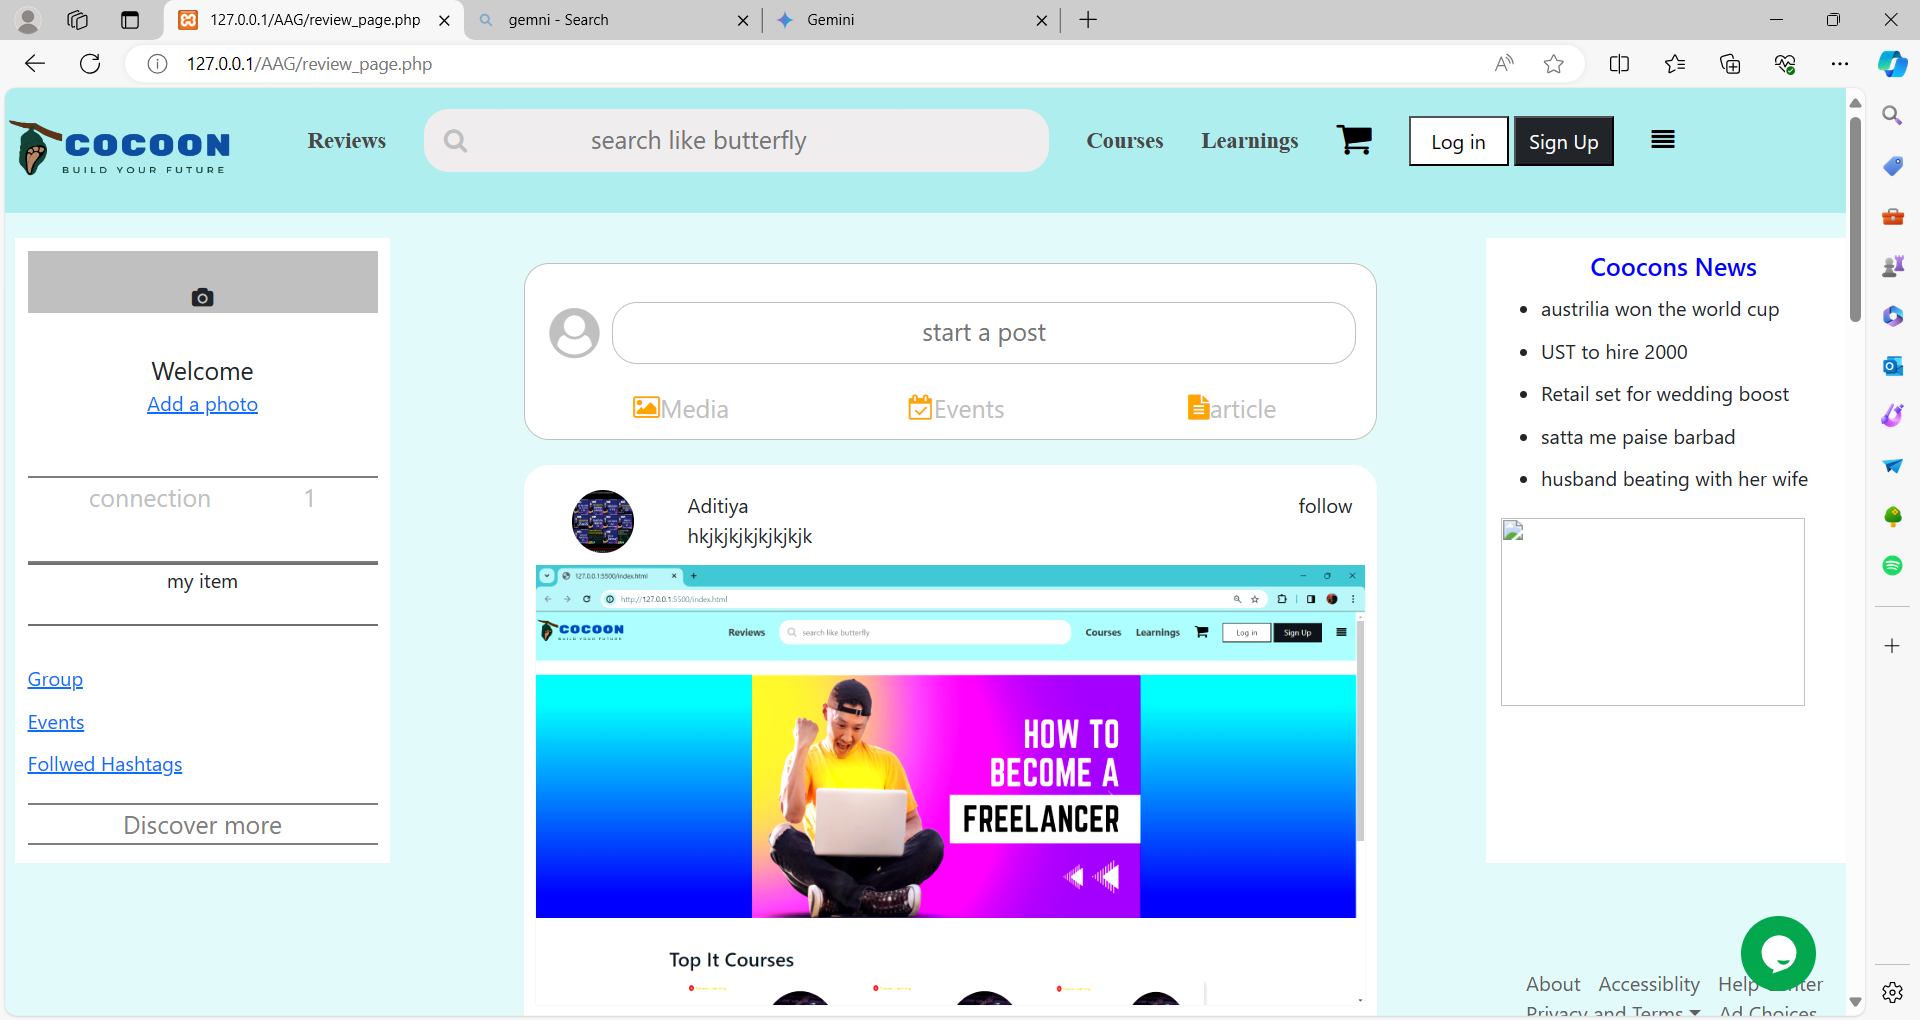 127.0.0.1/AAG/review_page.php
gemni - Search
Gemini
127.0.0.1/AAG/review_page.php
COCOON
BUILD YOUR FUTURE
Reviews
search like butterfly
Courses
Learnings
Log in
Sign Up
Welcome
Add a photo
connection 1
my item
Group
Events
Follwed Hashtags
Discover more
start a post
Media
Events
article
Aditiya
hkjkjkjkjkjkjkjk
follow
127.0.0.1:5500/index.html
http://127.0.0.1:5500/index.html
COCOON
BUILD YOUR FUTURE
Reviews
search like butterfly
Courses
Learnings
Log in
Sign Up
HOW TO
BECOME A
FREELANCER
Top It Courses
Coocons News
austrilia won the world cup
UST to hire 2000
Retail set for wedding boost
satta me paise barbad
husband beating with her wife
About Accessiblity Help
Privacy and Terms Ad Choices